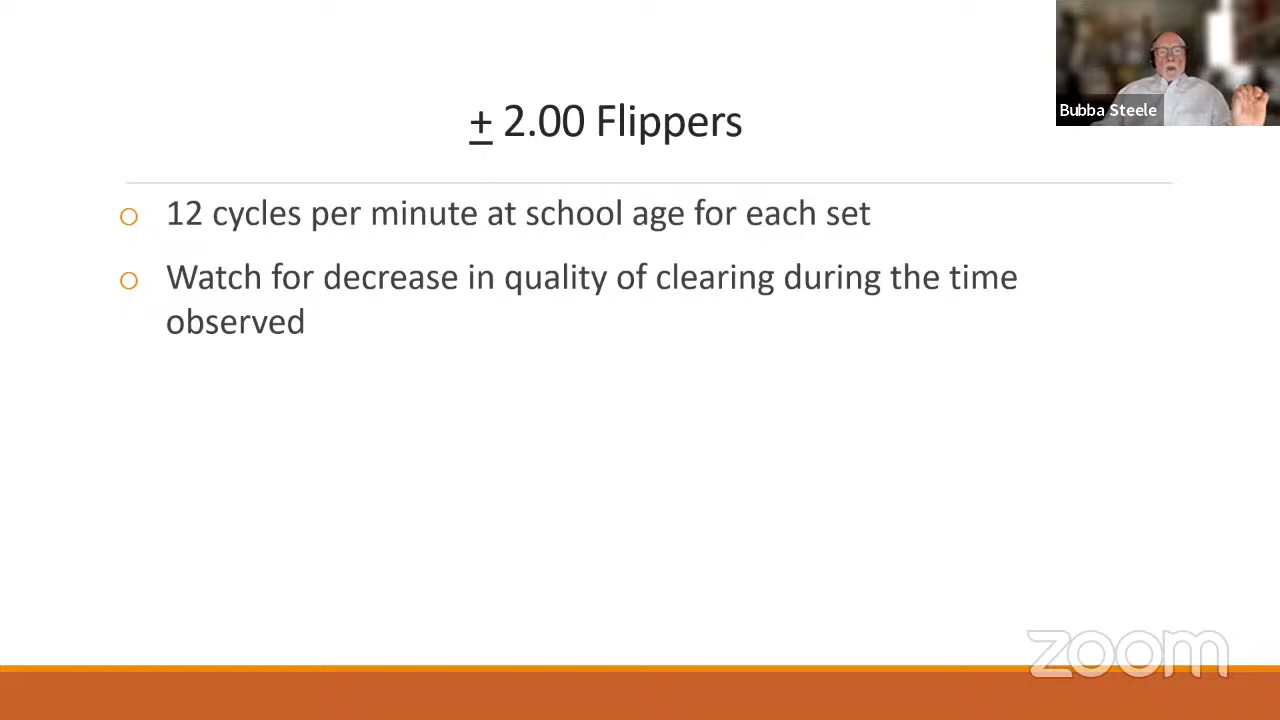 Bubba Steele
± 2.00 Flippers
o 12 cycles per minute at school age for each set
o Watch for decrease in quality of clearing during the time
observed
zoom